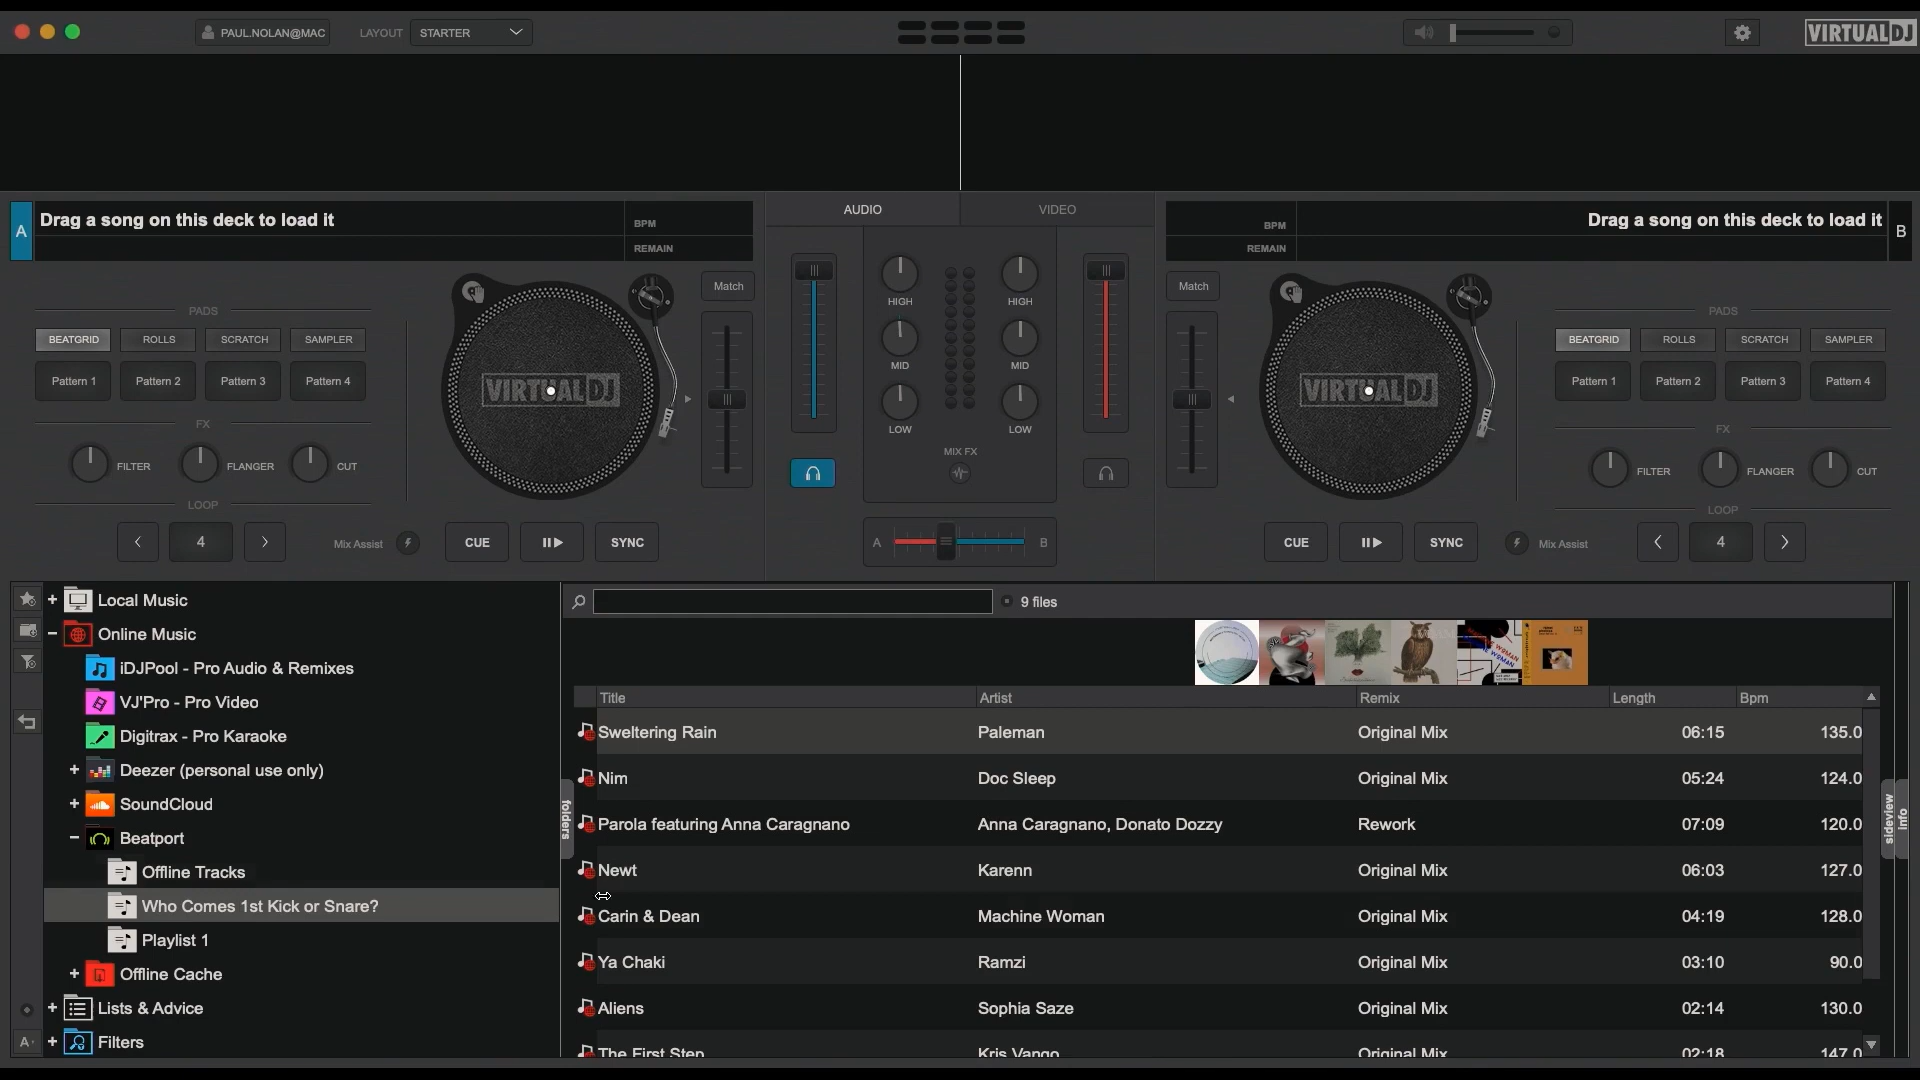 PAUL.NOLAN@MAC LAYOUT STARTER VIRTUALDJ
A Drag a song on this deck to load it BPM REMAIN
AUDIO VIDEO
BPM REMAIN Drag a song on this deck to load it B
PADS
BEATGRID ROLLS SCRATCH SAMPLER
Pattern 1 Pattern 2 Pattern 3 Pattern 4
FX
FILTER FLANGER CUT
LOOP
< 4 > Mix Assist CUE SYNC
VIRTUALDJ
Match
HIGH HIGH
MID MID
LOW LOW
MIX FX
A B
Match
VIRTUALDJ
PADS
BEATGRID ROLLS SCRATCH SAMPLER
Pattern 1 Pattern 2 Pattern 3 Pattern 4
FX
FILTER FLANGER CUT
LOOP
CUE SYNC Mix Assist < 4 >
+ Local Music
- Online Music
iDJPool - Pro Audio & Remixes
VJ'Pro - Pro Video
Digitrax - Pro Karaoke
+ Deezer (personal use only)
+ SoundCloud
- Beatport
Offline Tracks
Who Comes 1st Kick or Snare?
Playlist 1
+ Offline Cache
+ Lists & Advice
A + Filters
folders
9 files
Title Artist Remix Length Bpm
Sweltering Rain Paleman Original Mix 06:15 135.0
Nim Doc Sleep Original Mix 05:24 124.0
Parola featuring Anna Caragnano Anna Caragnano, Donato Dozzy Rework 07:09 120.0
Newt Karenn Original Mix 06:03 127.0
Carin & Dean Machine Woman Original Mix 04:19 128.0
Ya Chaki Ramzi Original Mix 03:10 90.0
Aliens Sophia Saze Original Mix 02:14 130.0
The First Step Kris Vango Original Mix 02:18 147.0
sideview
info